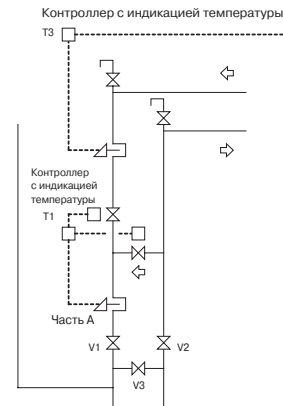 Контроллер с индикацией температуры
T3
Контроллер
с индикацией
температуры
T1
Часть А
V1
V2
V3